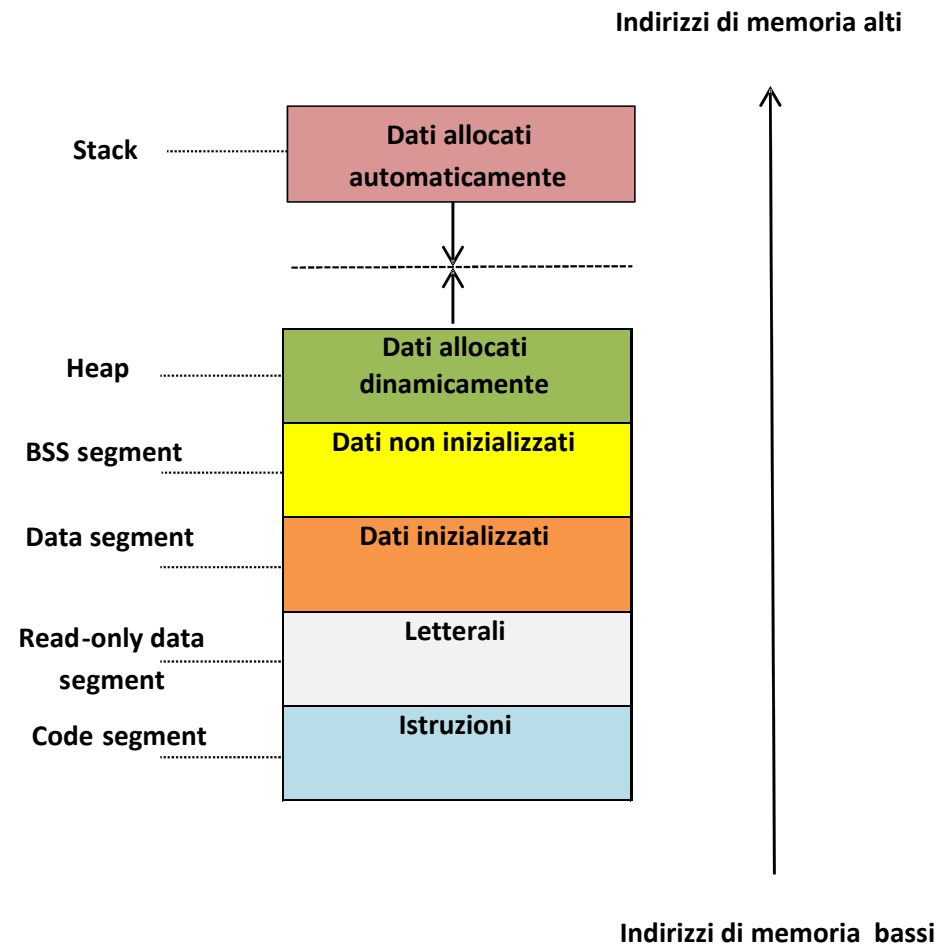 Indirizzi di memoria alti
Stack
Dati allocati
automaticamente
Heap
Dati allocati
dinamicamente
BSS segment
Dati non inizializzati
Data segment
Dati inizializzati
Read-only data
segment
Letterali
Code segment
Istruzioni
Indirizzi di memoria bassi